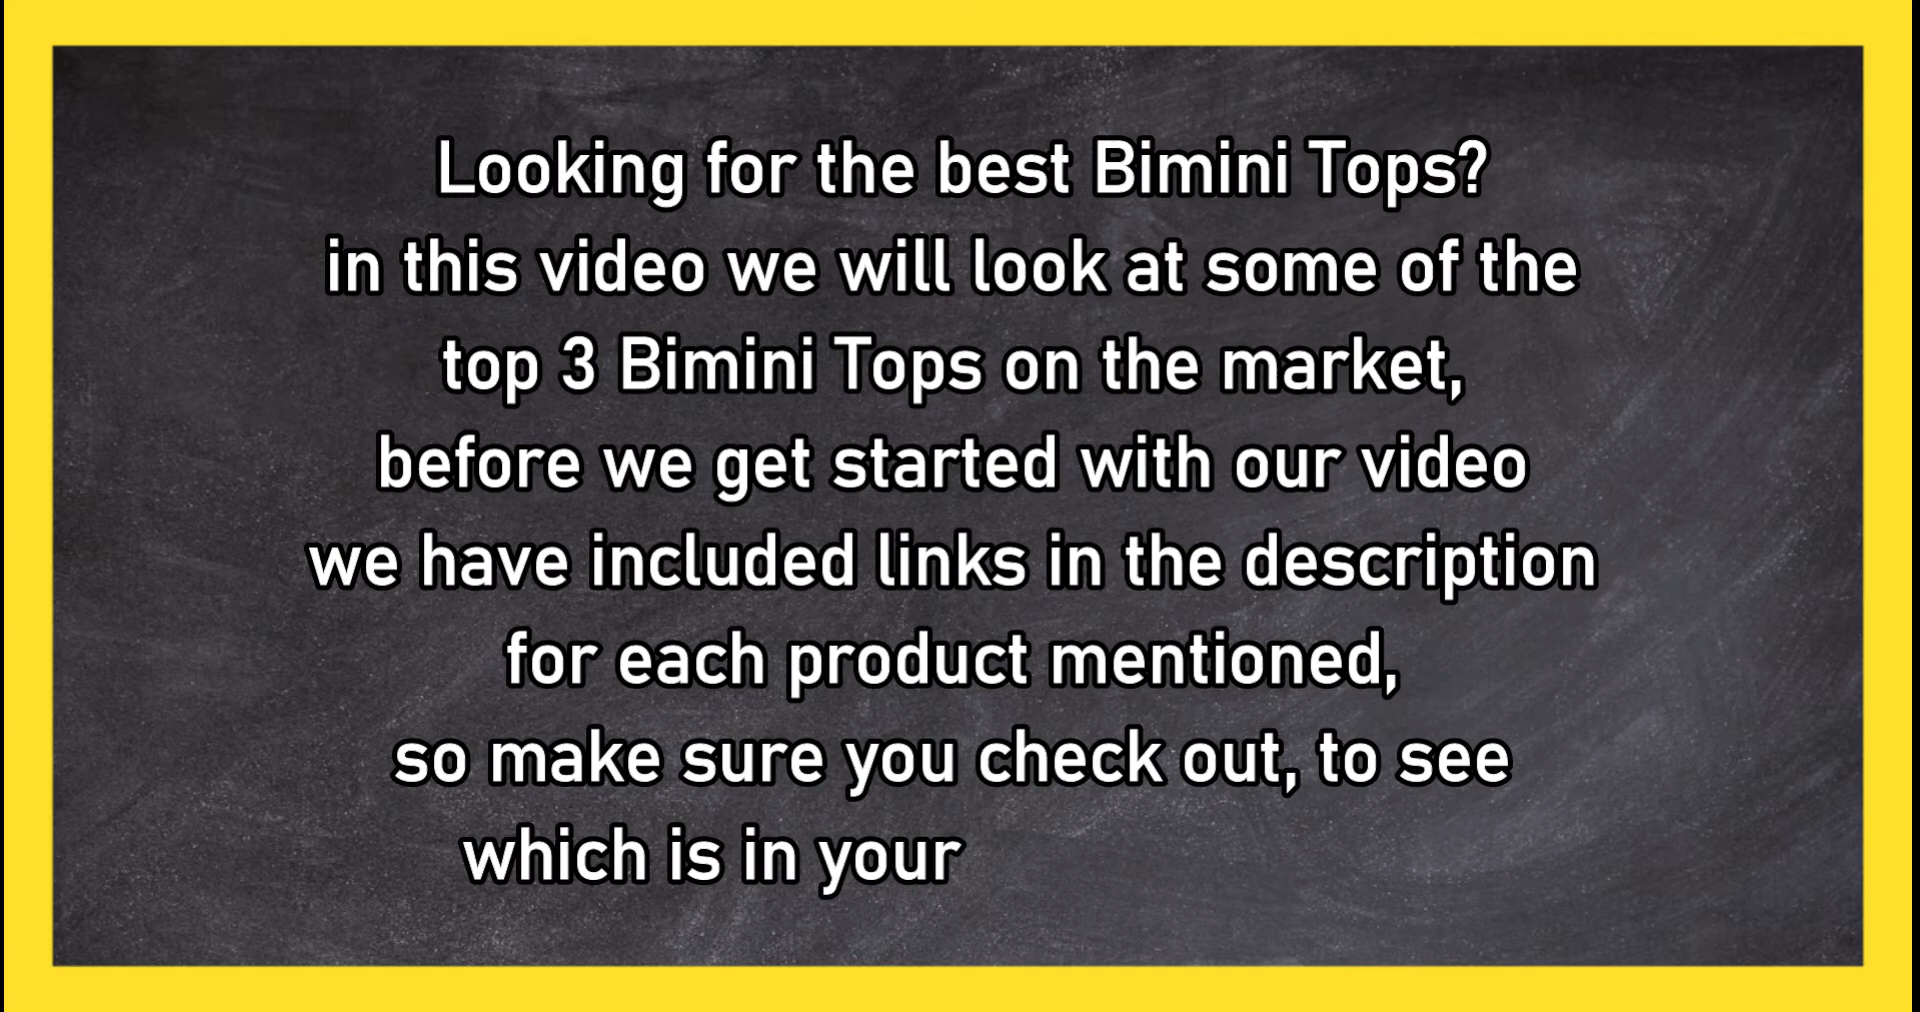 Looking for the best Bimini Tops?
in this video we will look at some of the
top 3 Bimini Tops on the market,
before we get started with our video
we have included links in the description
for each product mentioned,
so make sure you check out, to see
which is in your